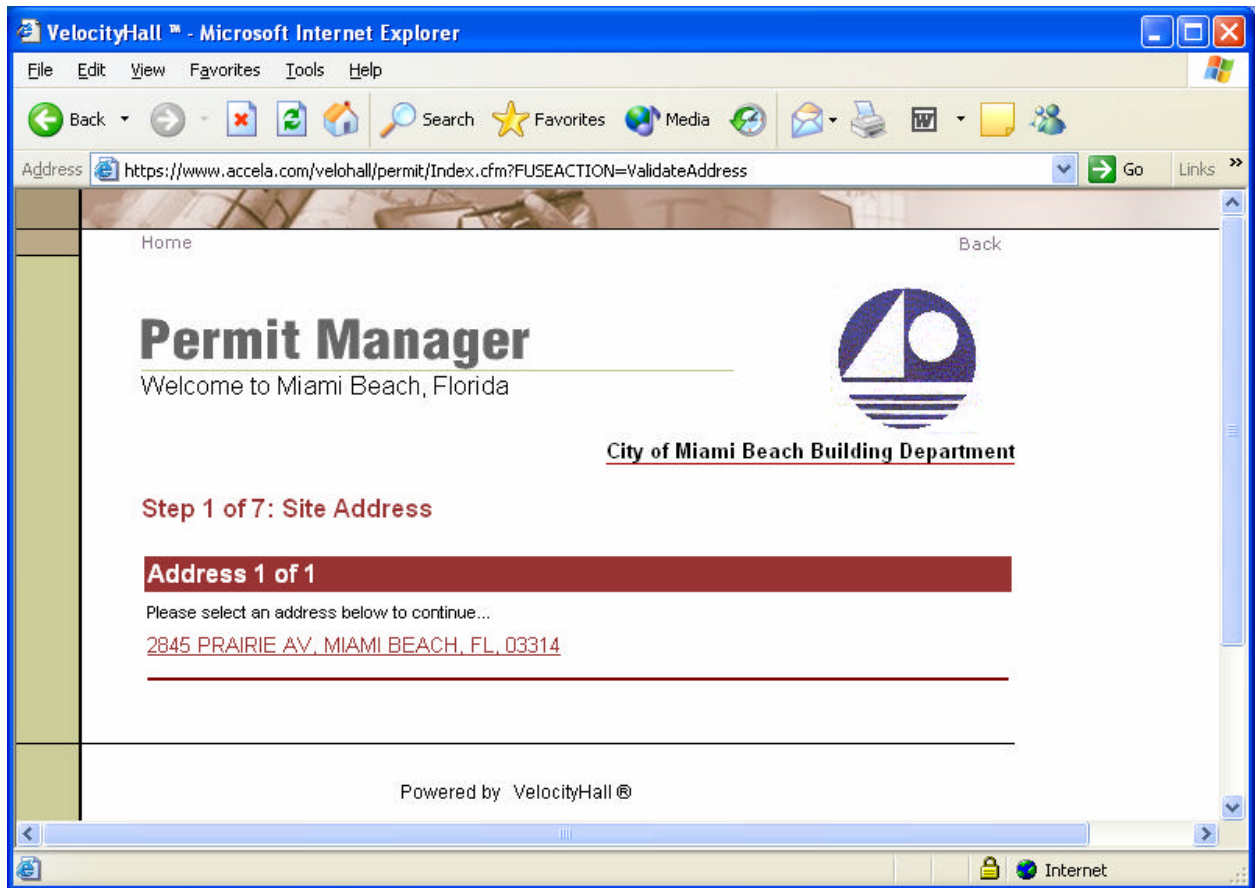 VelocityHall ™ - Microsoft Internet Explorer
File Edit View Favorites Tools Help
Back Search Favorites Media
Address https://www.accela.com/velohall/permit/Index.cfm?FUSEACTION=ValidateAddress Go Links »
Home Back
Permit Manager
Welcome to Miami Beach, Florida
City of Miami Beach Building Department
Step 1 of 7: Site Address
Address 1 of 1
Please select an address below to continue...
2845 PRAIRIE AV, MIAMI BEACH, FL, 03314
Powered by VelocityHall ®
Internet